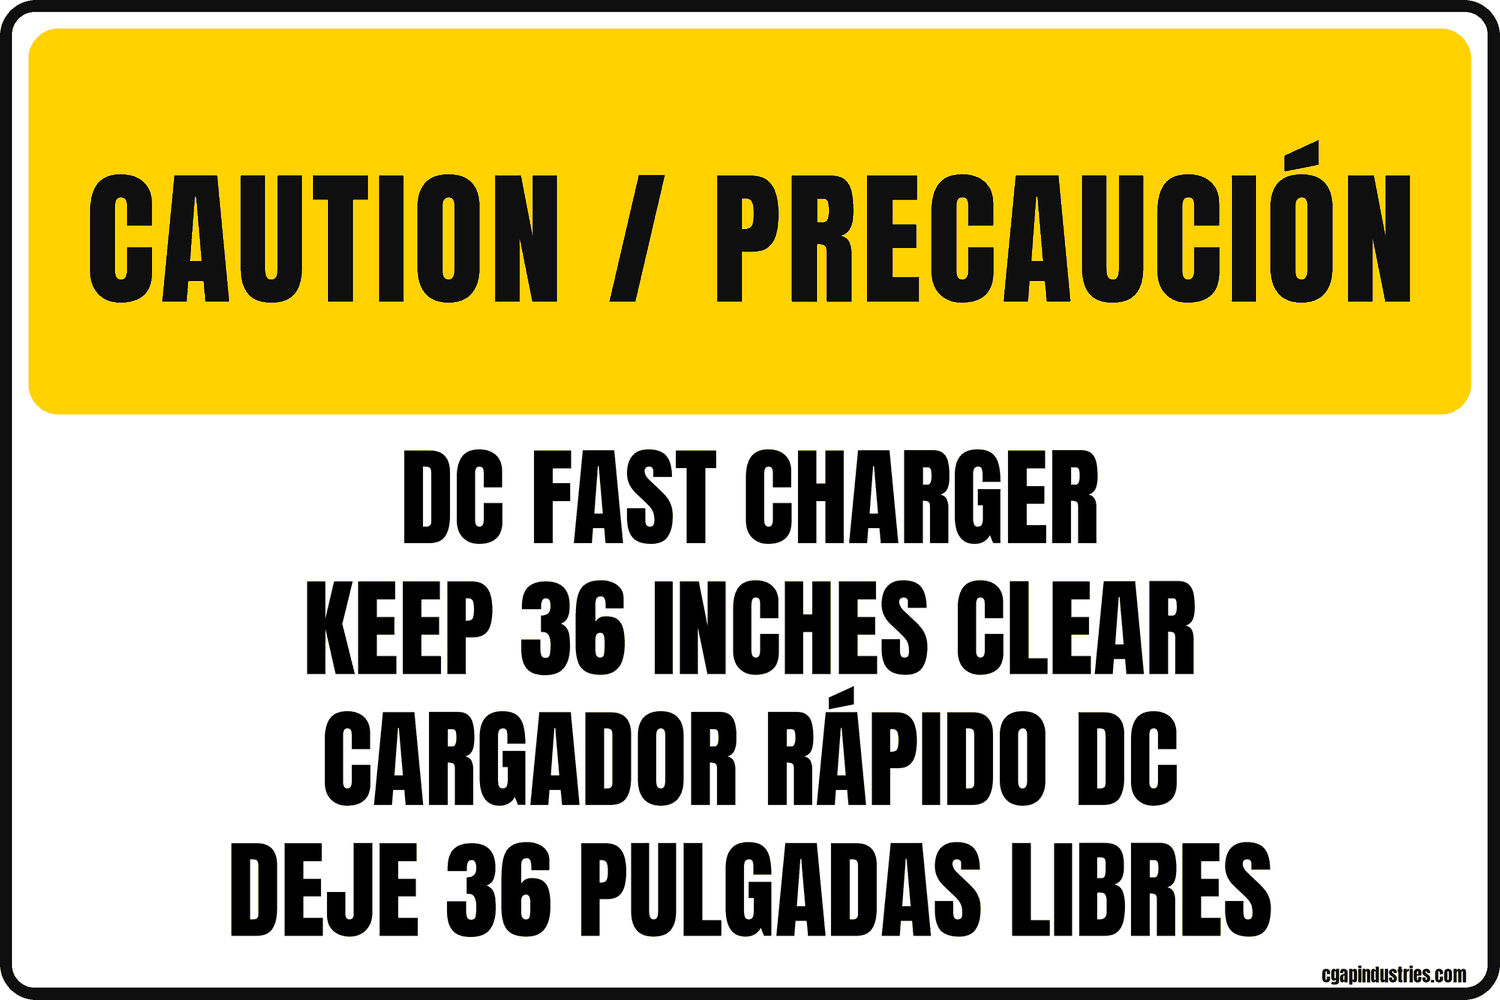 CAUTION / PRECAUCIÓN
DC FAST CHARGER
KEEP 36 INCHES CLEAR
CARGADOR RÁPIDO DC
DEJE 36 PULGADAS LIBRES
cgapindustries.com